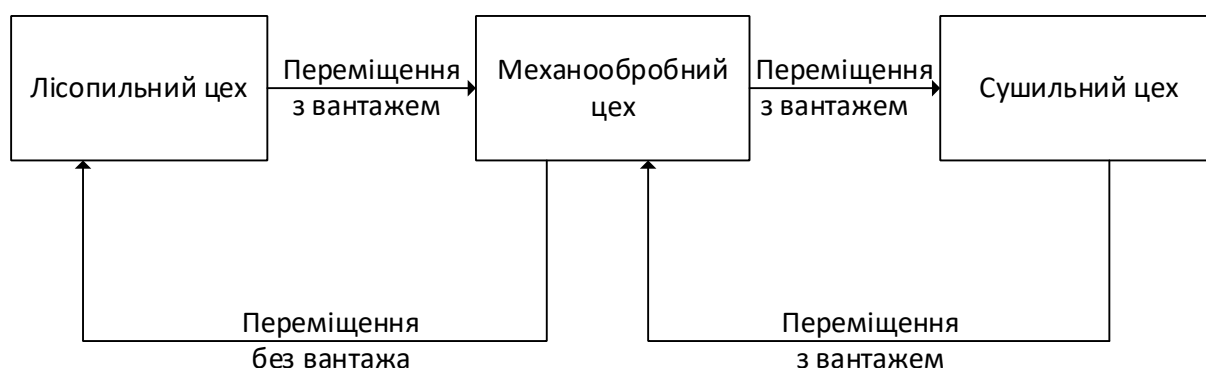 Лісопильний цех
Переміщення
з вантажем
Механообробний
цех
Переміщення
з вантажем
Сушильний цех
Переміщення
без вантажа
Переміщення
з вантажем